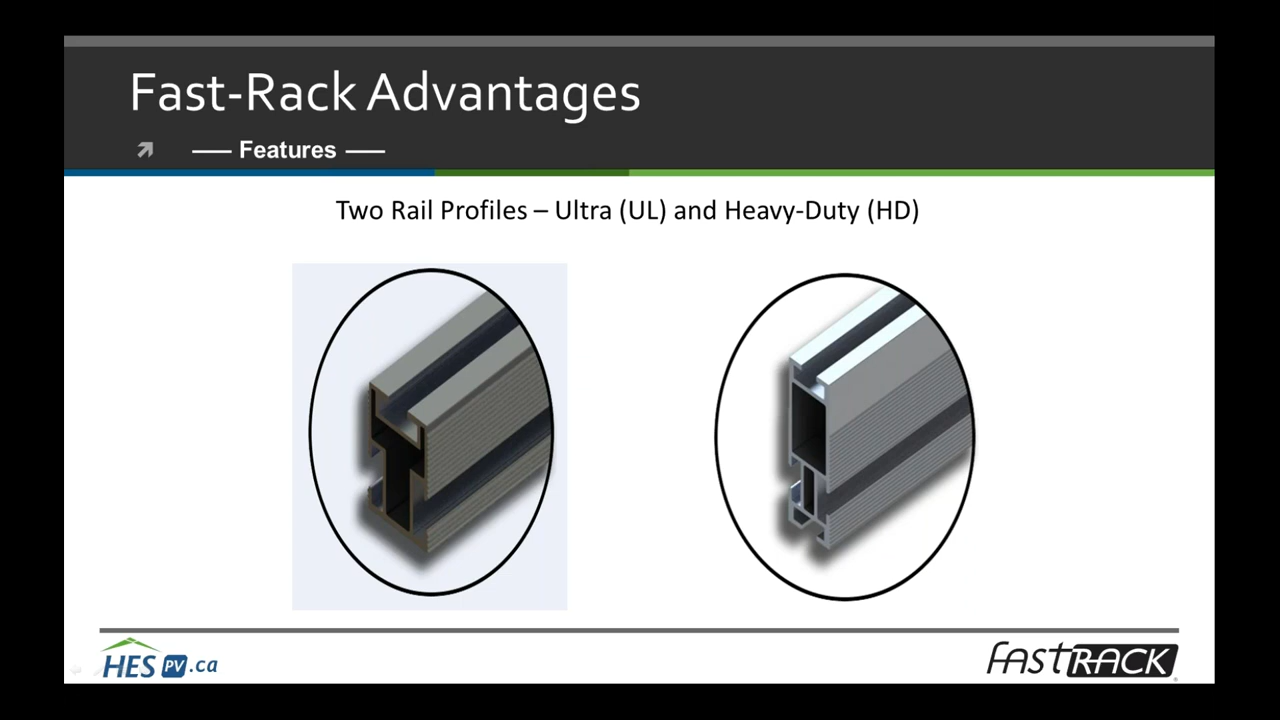 Fast-Rack Advantages
— Features —
Two Rail Profiles – Ultra (UL) and Heavy-Duty (HD)
HES PV.ca
FASTRACK®